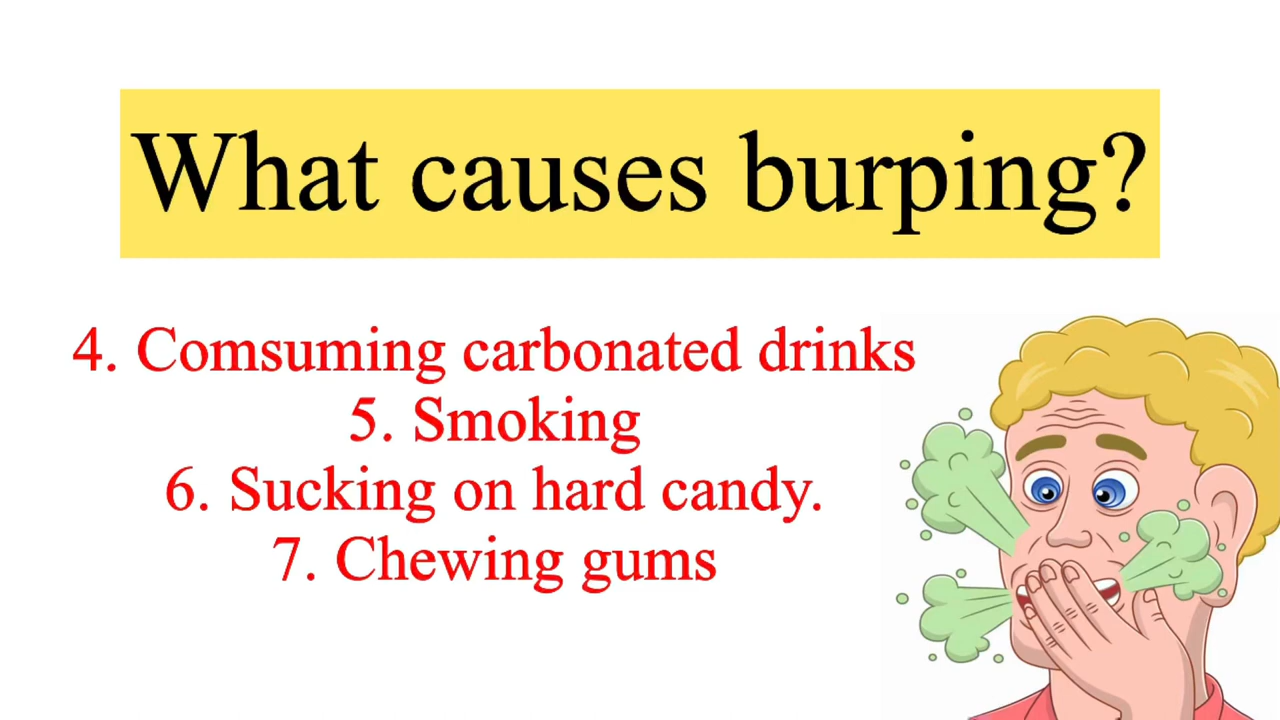 What causes burping?
4. Comsuming carbonated drinks
5. Smoking
6. Sucking on hard candy.
7. Chewing gums